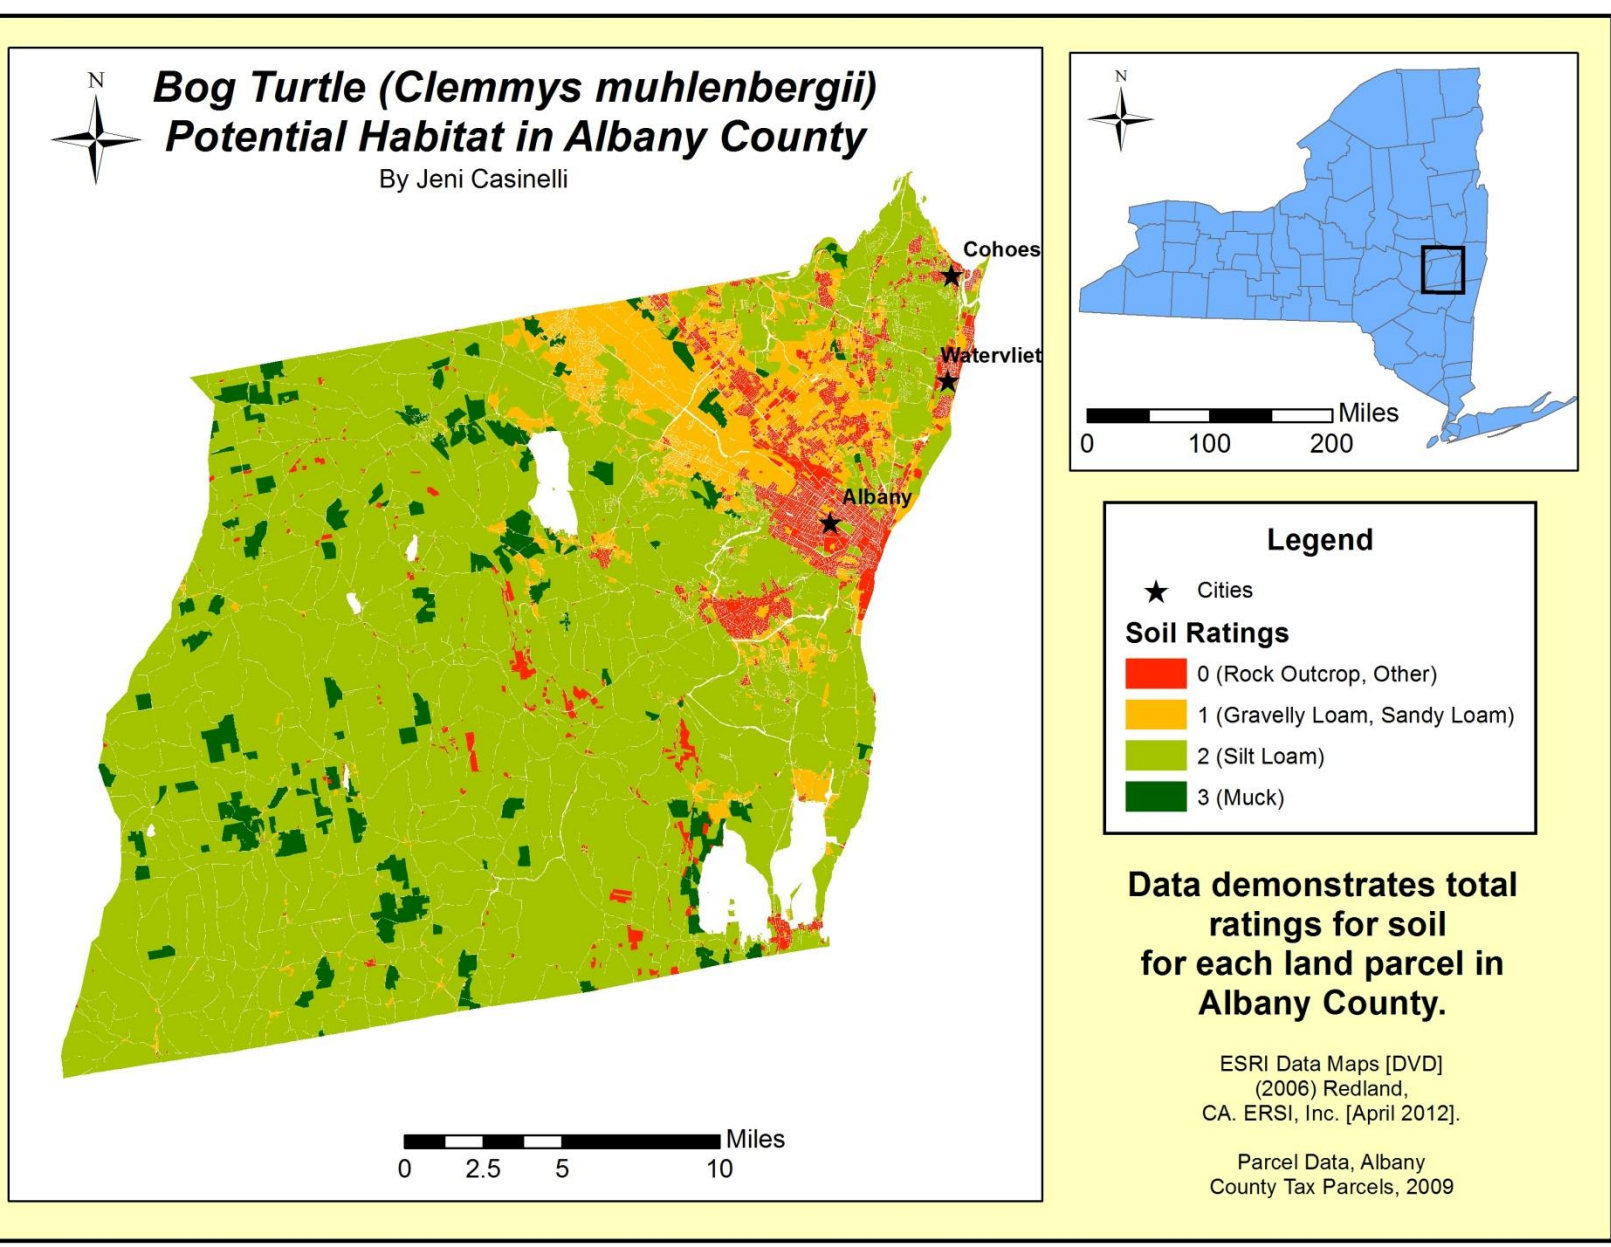 N
Bog Turtle (Clemmys muhlenbergii)
Potential Habitat in Albany County
By Jeni Casinelli
Cohoes
Watervliet
Albany
Miles
0 2.5 5 10
N
Miles
0 100 200
Legend
Cities
Soil Ratings
0 (Rock Outcrop, Other)
1 (Gravelly Loam, Sandy Loam)
2 (Silt Loam)
3 (Muck)
Data demonstrates total
ratings for soil
for each land parcel in
Albany County.
ESRI Data Maps [DVD]
(2006) Redland,
CA. ERSI, Inc. [April 2012].
Parcel Data, Albany
County Tax Parcels, 2009